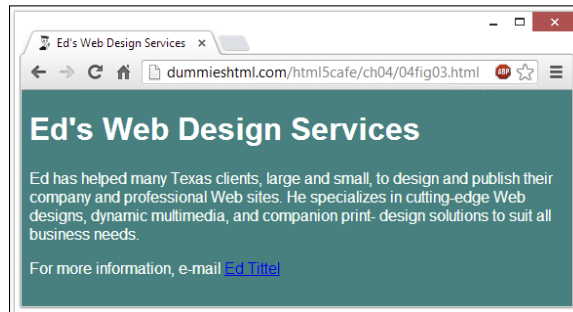 Ed's Web Design Services
dummieshtml.com/html5cafe/ch04/04fig03.html
ABP
Ed's Web Design Services
Ed has helped many Texas clients, large and small, to design and publish their
company and professional Web sites. He specializes in cutting-edge Web
designs, dynamic multimedia, and companion print- design solutions to suit all
business needs.
For more information, e-mail Ed Tittel